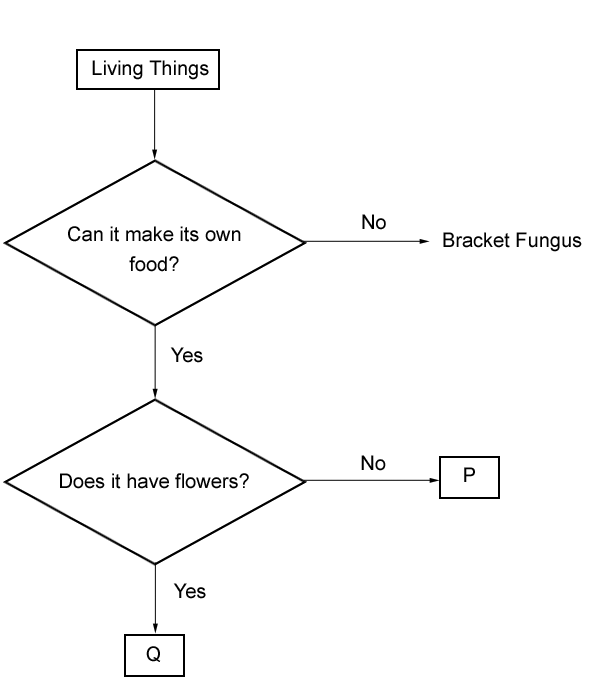 Living Things
Can it make its own
food?
No
Bracket Fungus
Yes
Does it have flowers?
No
P
Yes
Q